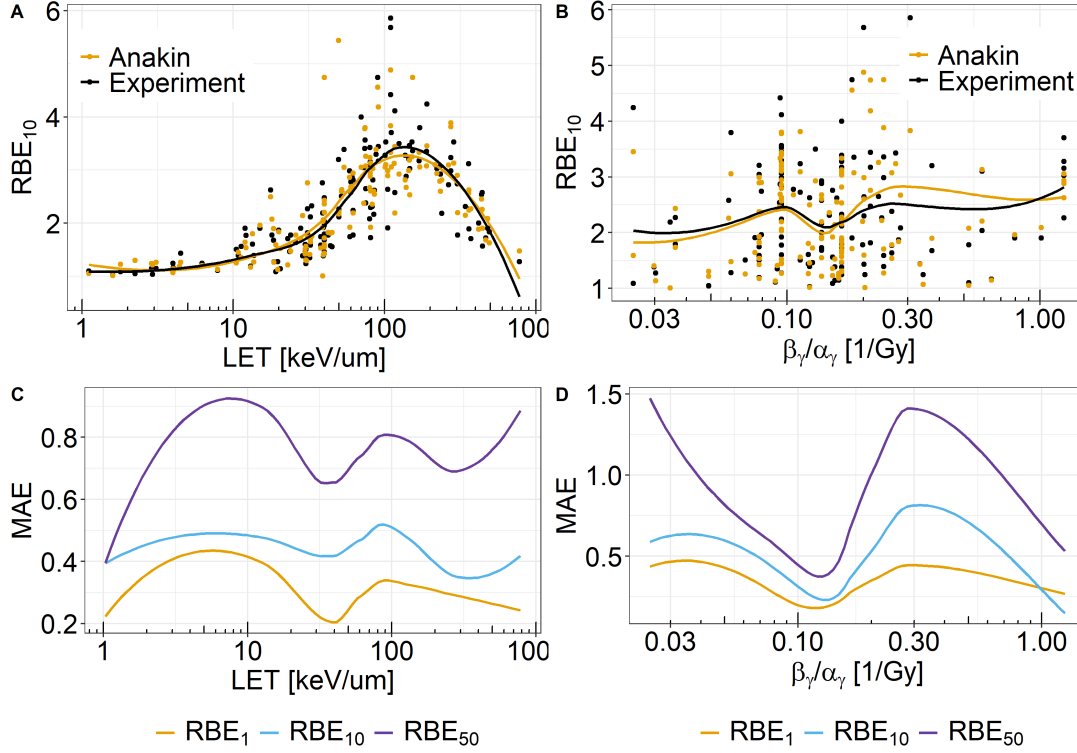 A
Anakin
Experiment
RBE10
6
4
2
1 10 100 100
LET [keV/um]
B
Anakin
Experiment
RBE10
6
5
4
3
2
1
0.03 0.10 0.30 1.00
βγ/αγ [1/Gy]
C
MAE
0.8
0.6
0.4
0.2
1 10 100 100
LET [keV/um]
D
MAE
1.5
1.0
0.5
0.03 0.10 0.30 1.00
βγ/αγ [1/Gy]
RBE1 RBE10 RBE50
RBE1 RBE10 RBE50